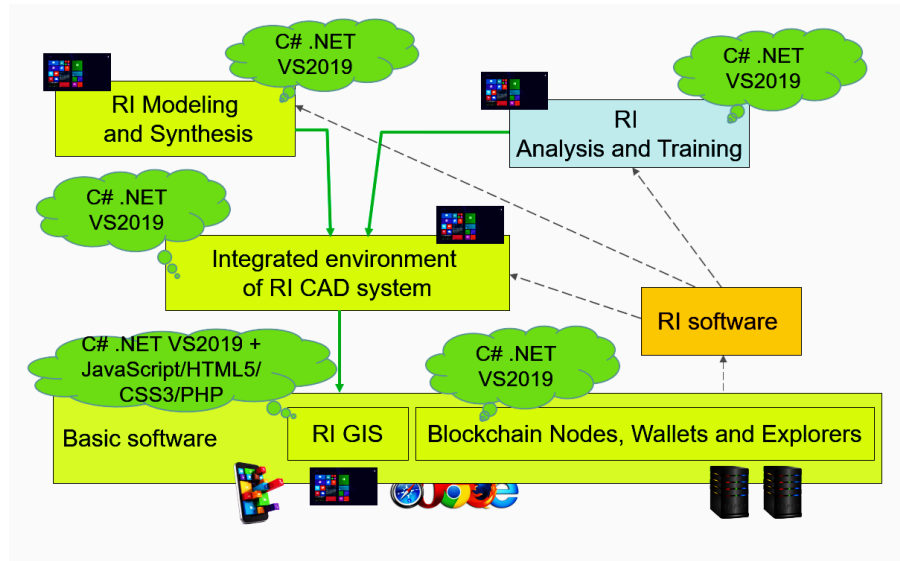 C# .NET
VS2019
C# .NET
VS2019
RI Modeling
and Synthesis
RI
Analysis and Training
C# .NET
VS2019
Integrated environment
of RI CAD system
RI software
C# .NET VS2019 +
JavaScript/HTML5/
CSS3/PHP
C# .NET
VS2019
Basic software
RI GIS
Blockchain Nodes, Wallets and Explorers